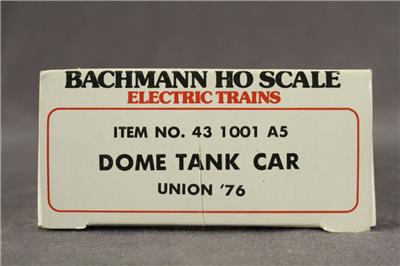 BACHMANN HO SCALE
ELECTRIC TRAINS
ITEM NO. 43 1001 A5
DOME TANK CAR
UNION '76